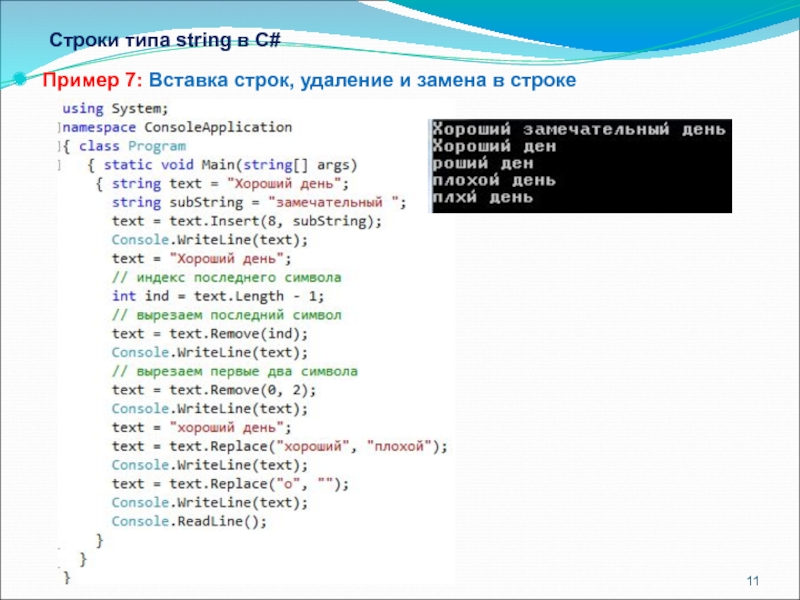 Строки типа string в C#
Пример 7: Вставка строк, удаление и замена в строке
using System;
namespace ConsoleApplication
{ class Program
{ static void Main(string[] args)
{ string text = "Хороший день";
string subString = "замечательный ";
text = text.Insert(8, subString);
Console.WriteLine(text);
text = "Хороший день";
// индекс последнего символа
int ind = text.Length - 1;
// вырезаем последний символ
text = text.Remove(ind);
Console.WriteLine(text);
// вырезаем первые два символа
text = text.Remove(0, 2);
Console.WriteLine(text);
text = "хороший день";
text = text.Replace("хороший", "плохой");
Console.WriteLine(text);
text = text.Replace("о", "");
Console.WriteLine(text);
Console.ReadLine();
}
}
}
Хороший замечательный день
Хороший ден
роший ден
плохой день
плхй день
11